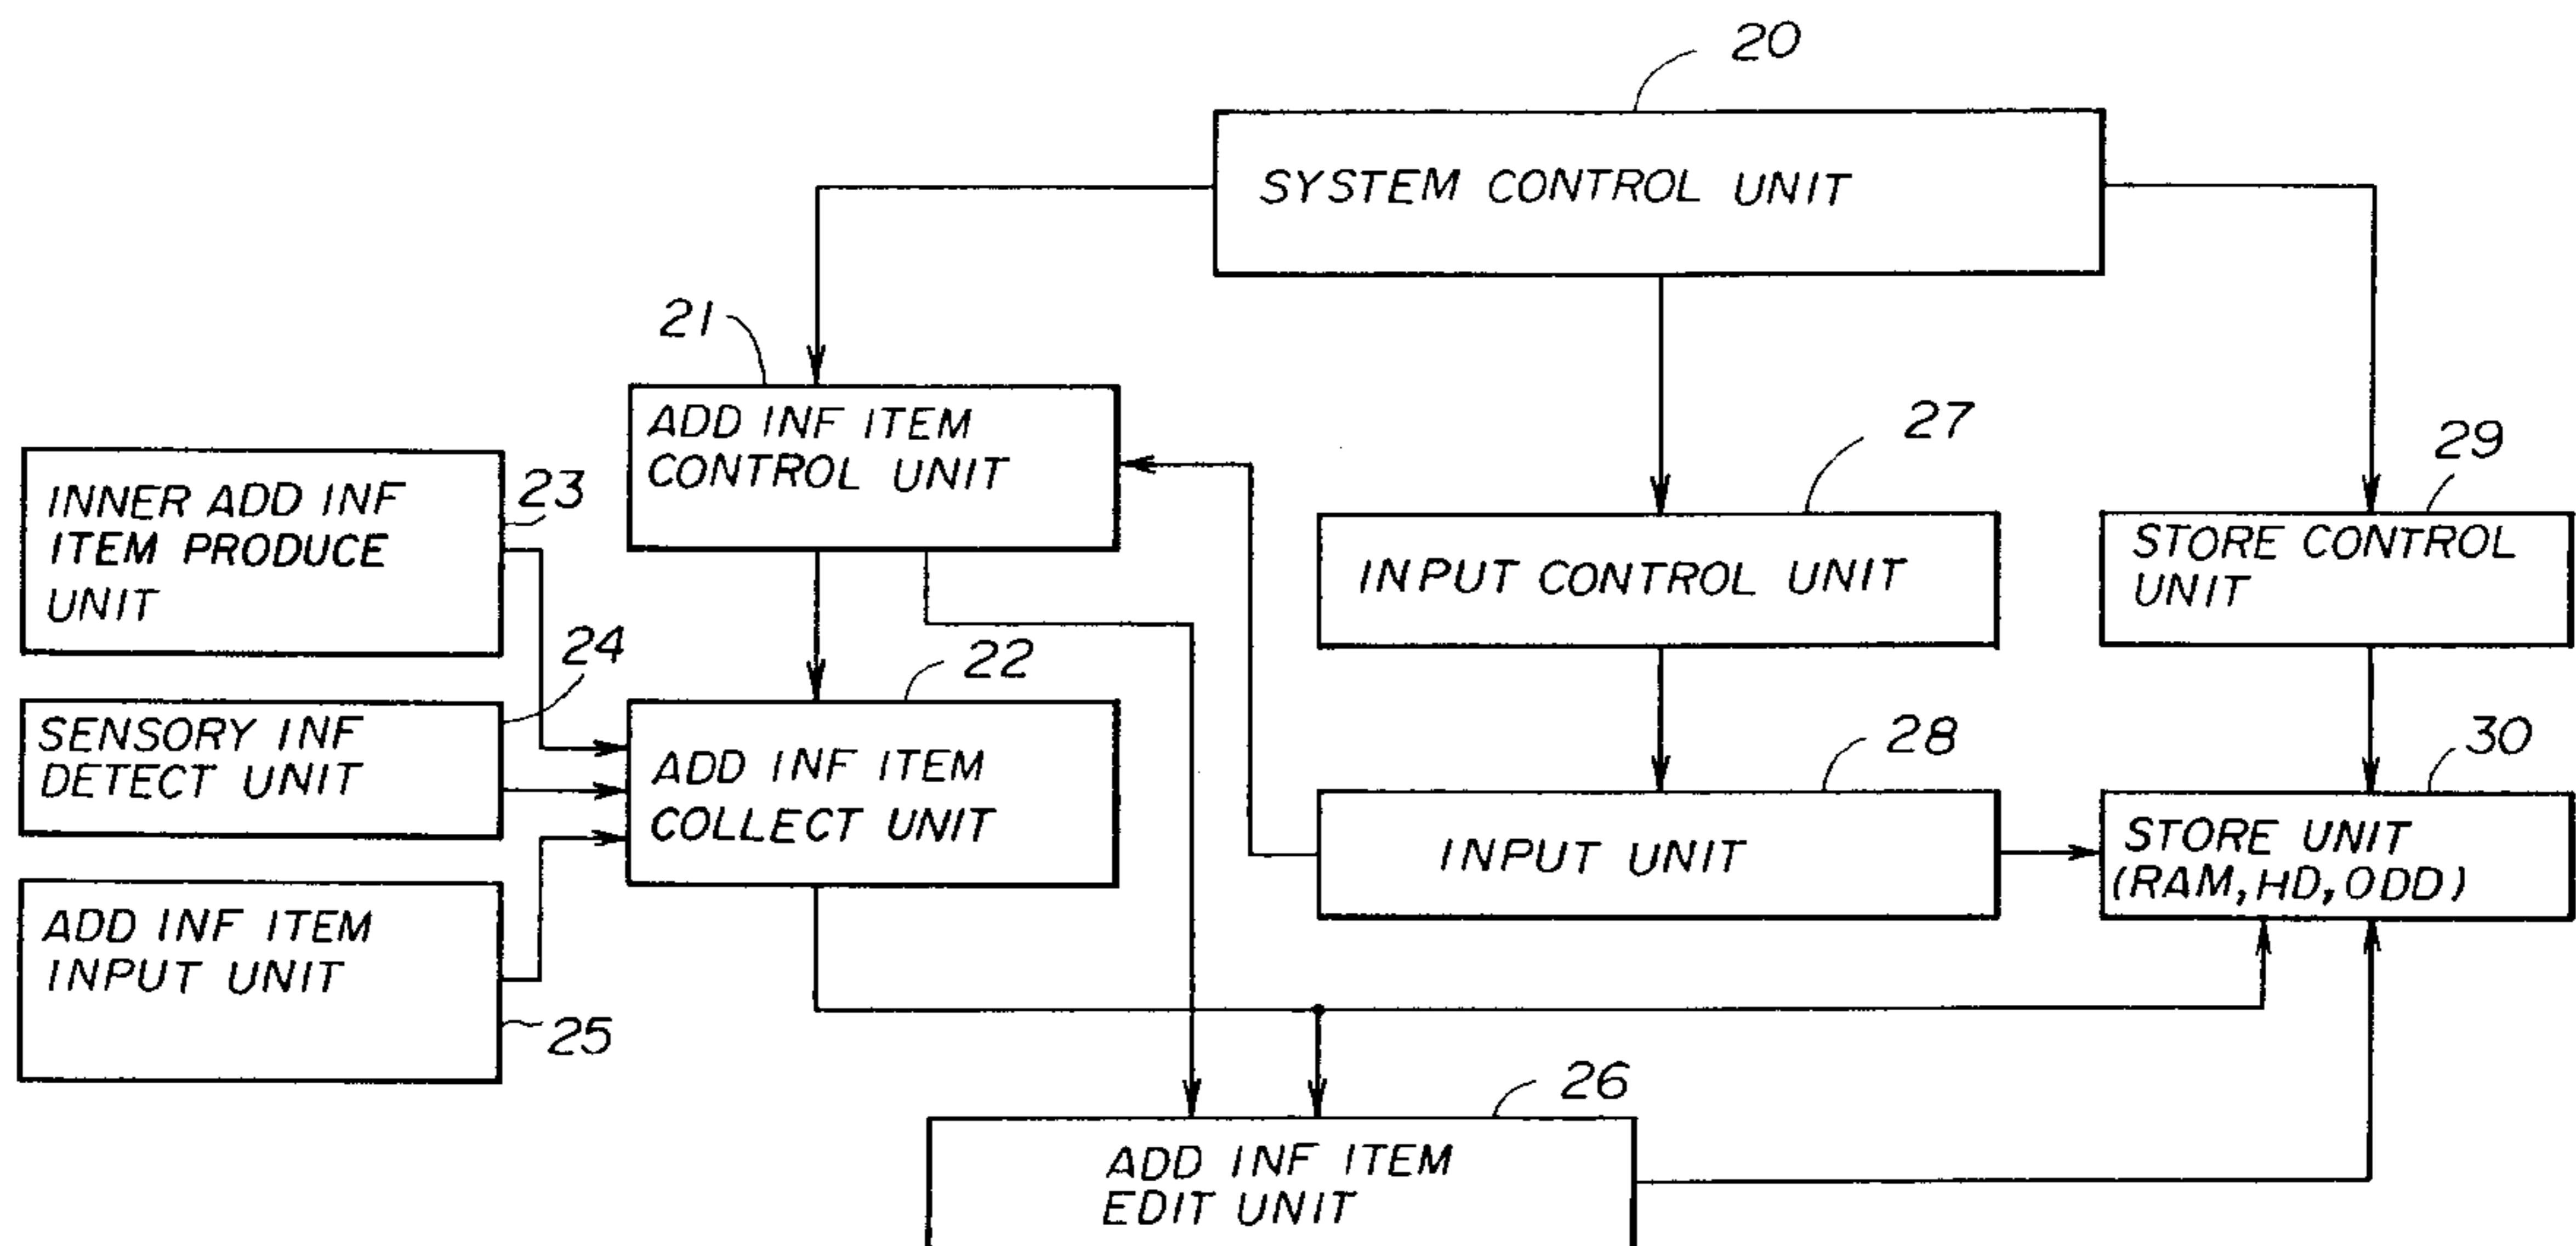 20
SYSTEM CONTROL UNIT
21
ADD INF ITEM
CONTROL UNIT
27
29
INNER ADD INF
ITEM PRODUCE
UNIT
23
INPUT CONTROL UNIT
STORE CONTROL
UNIT
24
22
SENSORY INF
DETECT UNIT
ADD INF ITEM
COLLECT UNIT
28
30
INPUT UNIT
STORE UNIT
(RAM,HD,ODD)
ADD INF ITEM
INPUT UNIT
25
26
ADD INF ITEM
EDIT UNIT